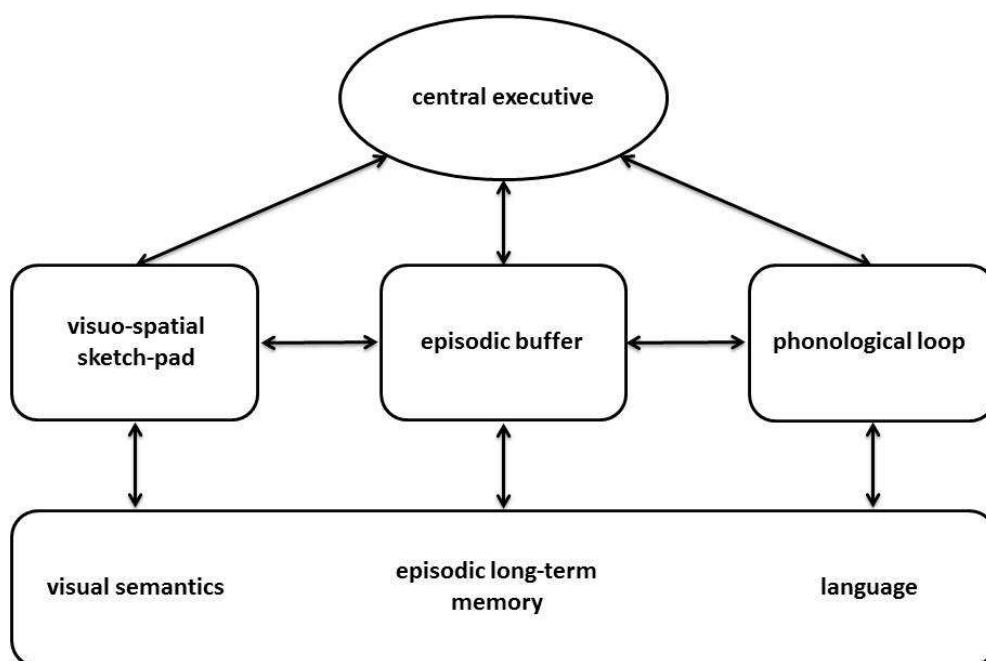 central executive
visuo-spatial
sketch-pad
episodic buffer
phonological loop
visual semantics
episodic long-term
memory
language